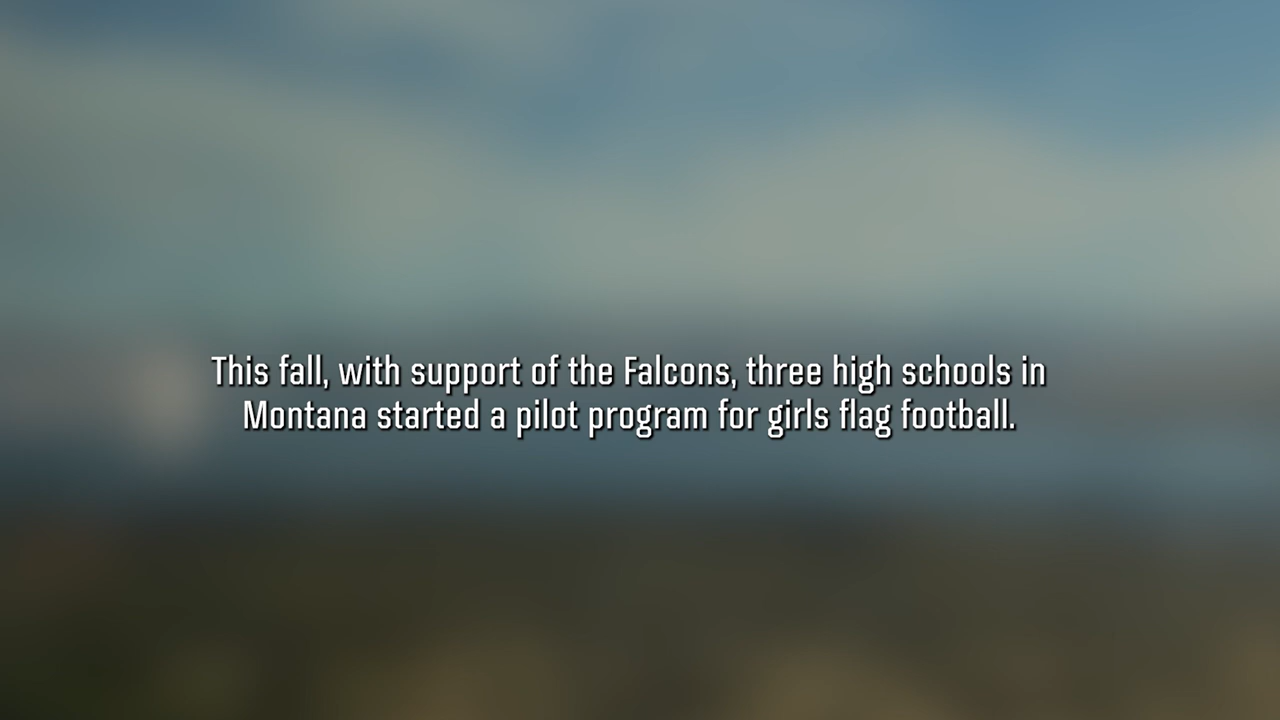 This fall, with support of the Falcons, three high schools in
Montana started a pilot program for girls flag football.